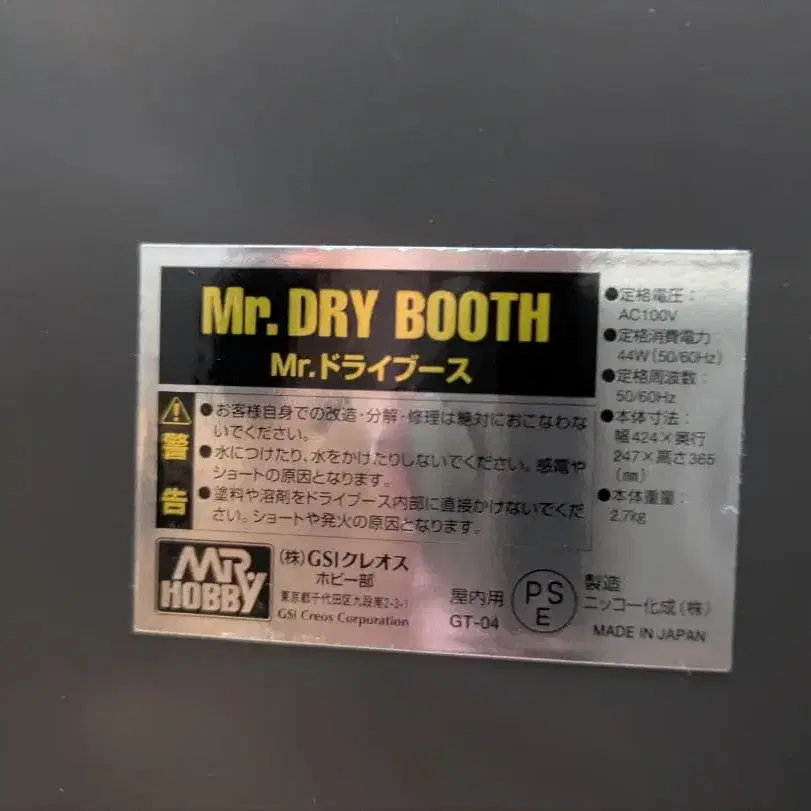 Mr. DRY BOOTH
Mr.ドライブース
警告
●お客様自身での改造・分解・修理は絶対におこなわな
いでください。
●水につけたり、水をかけたりしないでください。感電や
ショートの原因となります。
●塗料や溶剤をドライブース内部に直接かけないでくだ
さい。ショートや発火の原因となります。
●定格電圧：
AC100V
●定格消費電力：
44W(50/60Hz)
●定格周波数：
50/60Hz
●本体寸法：
幅424×奥行
247×高さ365
(mm)
●本体重量：
2.7kg
MR HOBBY
(株)GSIクレオス
ホビー部
東京都千代田区九段南2-3-1
GSI Creos Corporation
屋内用
GT-04
PS
E
製造
ニッコー化成(株)
MADE IN JAPAN